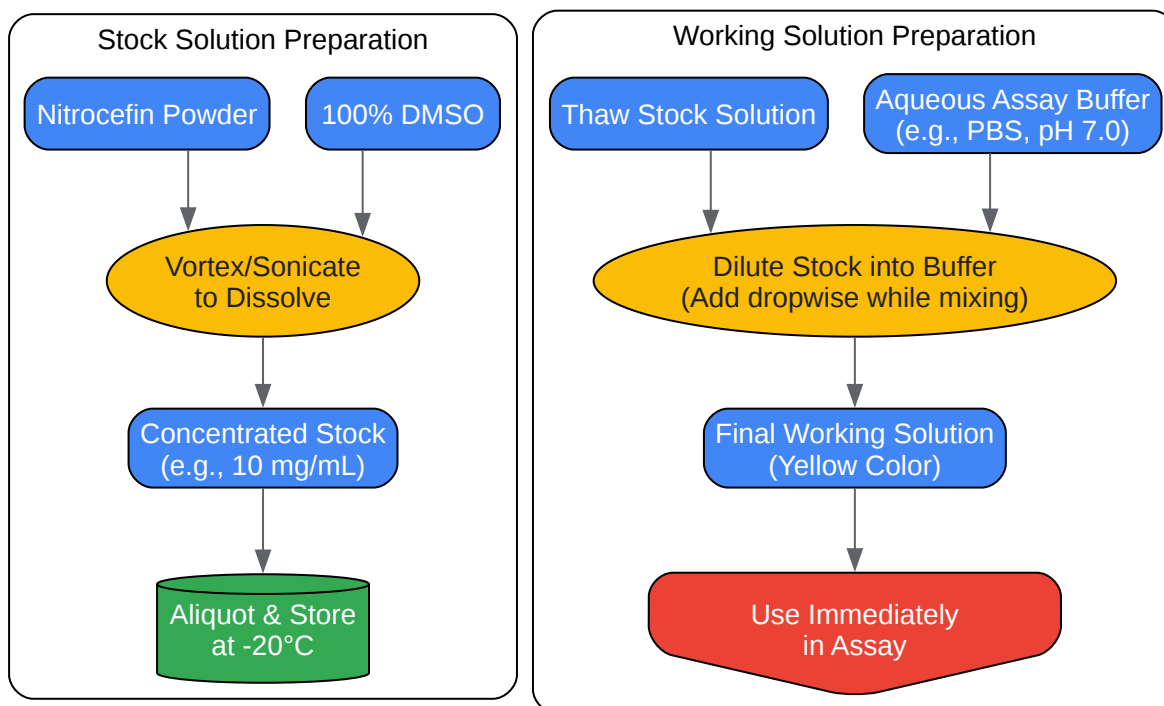 Stock Solution Preparation
Nitrocefin Powder
100% DMSO
Vortex/Sonicate
to Dissolve
Concentrated Stock
(e.g., 10 mg/mL)
Aliquot & Store
at -20°C
Working Solution Preparation
Thaw Stock Solution
Aqueous Assay Buffer
(e.g., PBS, pH 7.0)
Dilute Stock into Buffer
(Add dropwise while mixing)
Final Working Solution
(Yellow Color)
Use Immediately
in Assay